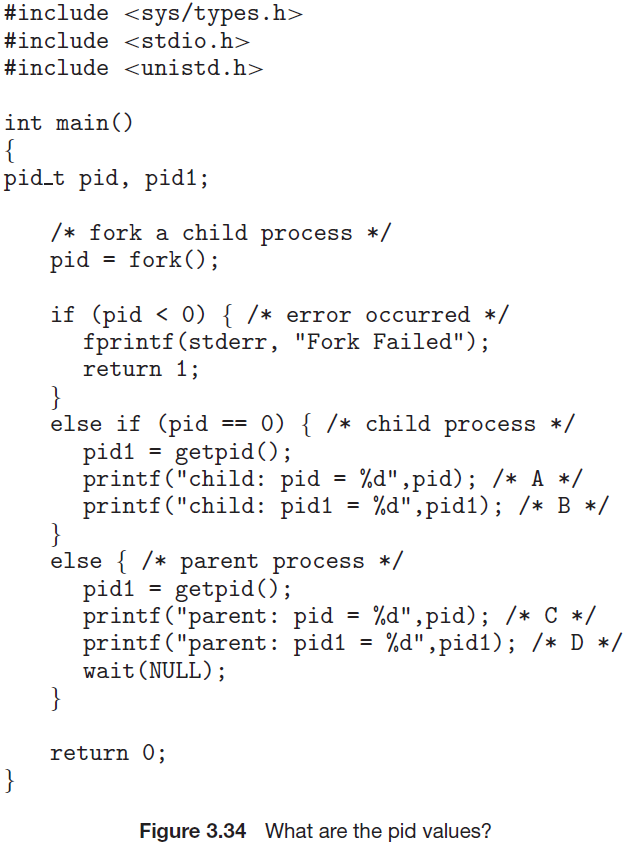 #include <sys/types.h>
#include <stdio.h>
#include <unistd.h>
int main()
{
pid_t pid, pid1;
/* fork a child process */
pid = fork();
if (pid < 0) { /* error occurred */
fprintf(stderr, "Fork Failed");
return 1;
}
else if (pid == 0) { /* child process */
pid1 = getpid();
printf("child: pid = %d",pid); /* A */
printf("child: pid1 = %d",pid1); /* B */
}
else { /* parent process */
pid1 = getpid();
printf("parent: pid = %d",pid); /* C */
printf("parent: pid1 = %d",pid1); /* D */
wait(NULL);
}
return 0;
}
Figure 3.34 What are the pid values?